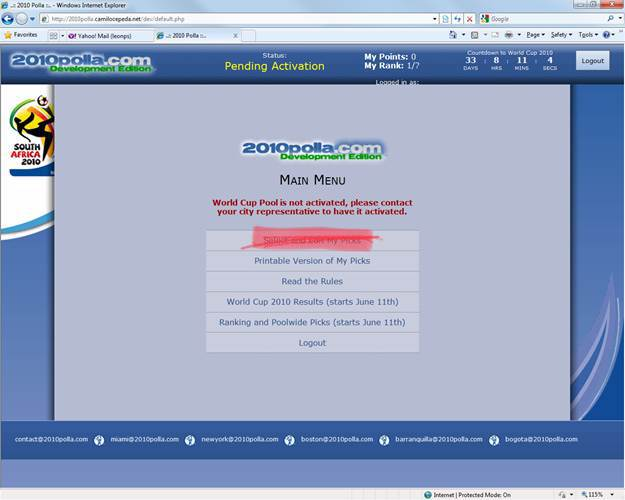 ..: 2010 Polla ::.. - Windows Internet Explorer
http://2010polla.camilocepeda.net/dev/default.php
Google
Favorites
Yahoo! Mail (leonps)
..: 2010 Polla ::..
Page
Safety
Tools
2010polla.com
Development Edition
Status:
Pending Activation
My Points: 0
My Rank: 1/?
Logged in as:
Countdown to World Cup 2010
33 : 8 : 11 : 4
DAYS HRS MINS SECS
Logout
SOUTH AFRICA
2010
2010polla.com
Development Edition
MAIN MENU
World Cup Pool is not activated, please contact
your city representative to have it activated.
and Edit My Picks
Printable Version of My Picks
Read the Rules
World Cup 2010 Results (starts June 11th)
Ranking and Poolwide Picks (starts June 11th)
Logout
contact@2010polla.com miami@2010polla.com newyork@2010polla.com boston@2010polla.com barranquilla@2010polla.com bogota@2010polla.com
Internet | Protected Mode: On
115%